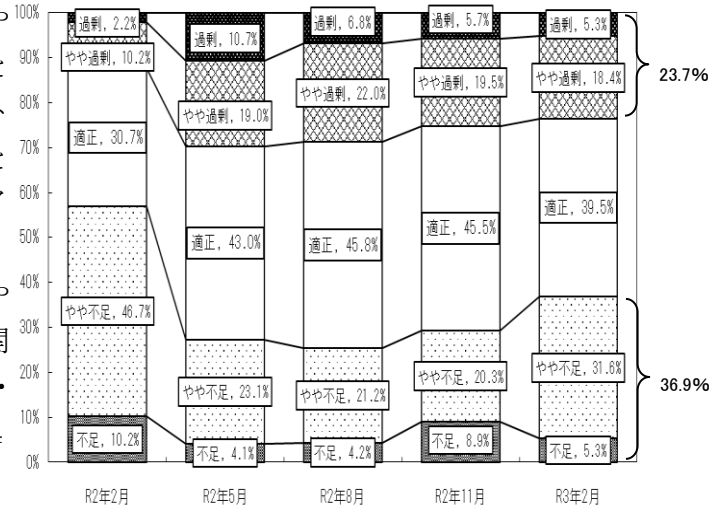 100%
90%
80%
70%
60%
50%
40%
30%
20%
10%
0%
過剰, 2.2%
やや過剰, 10.2%
適正, 30.7%
やや不足, 46.7%
不足, 10.2%
過剰, 10.7%
やや過剰, 19.0%
適正, 43.0%
やや不足, 23.1%
不足, 4.1%
過剰, 6.8%
やや過剰, 22.0%
適正, 45.8%
やや不足, 21.2%
不足, 4.2%
過剰, 5.7%
やや過剰, 19.5%
適正, 45.5%
やや不足, 20.3%
不足, 8.9%
過剰, 5.3%
やや過剰, 18.4%
適正, 39.5%
やや不足, 31.6%
不足, 5.3%
23.7%
36.9%
R2年2月
R2年5月
R2年8月
R2年11月
R3年2月